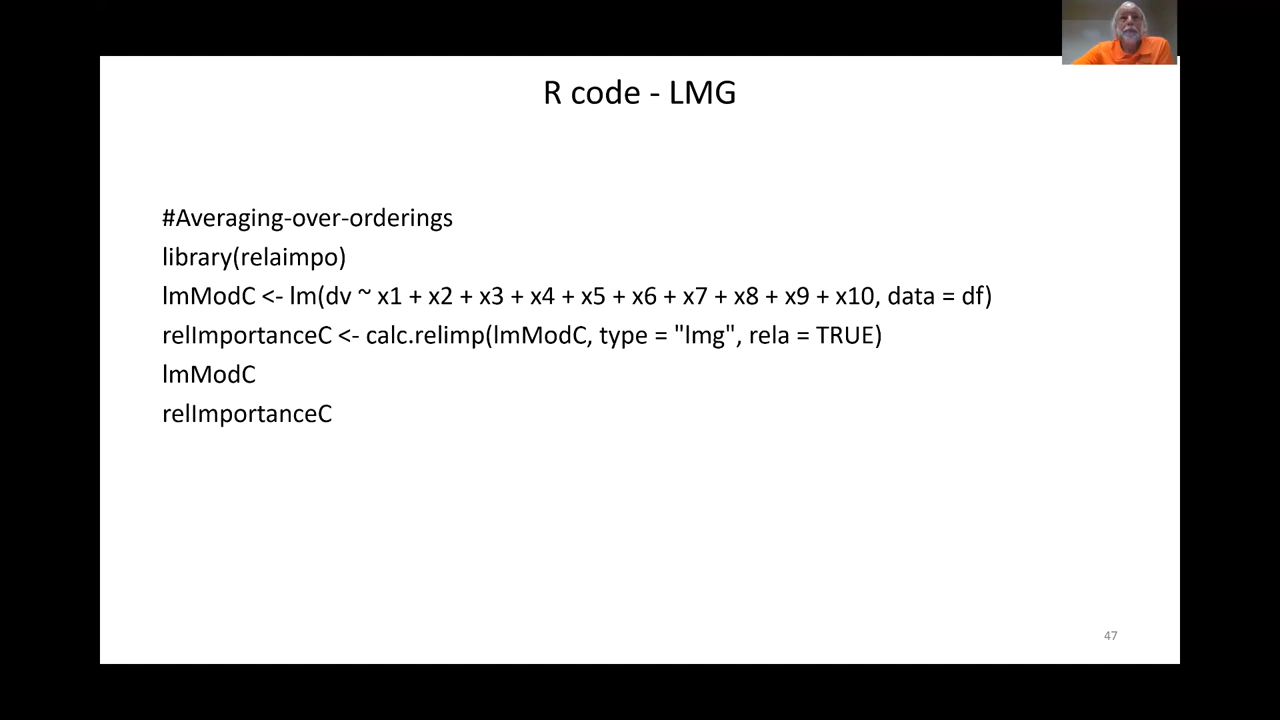 R code - LMG
#Averaging-over-orderings
library(relaimpo)
lmModC <- lm(dv ~ x1 + x2 + x3 + x4 + x5 + x6 + x7 + x8 + x9 + x10, data = df)
relImportanceC <- calc.relimp(lmModC, type = "lmg", rela = TRUE)
lmModC
relImportanceC
47